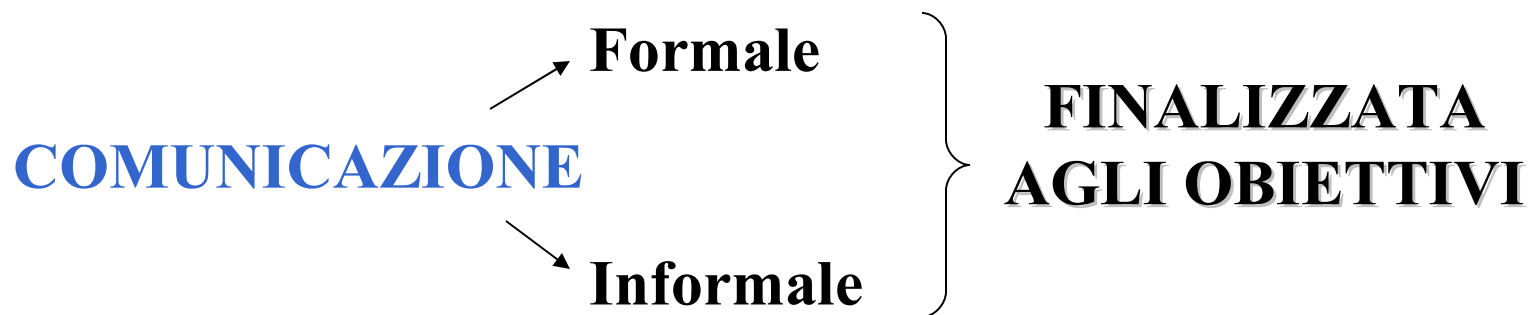 Formale
FINALIZZATA
AGLI OBIETTIVI
COMUNICAZIONE
Informale